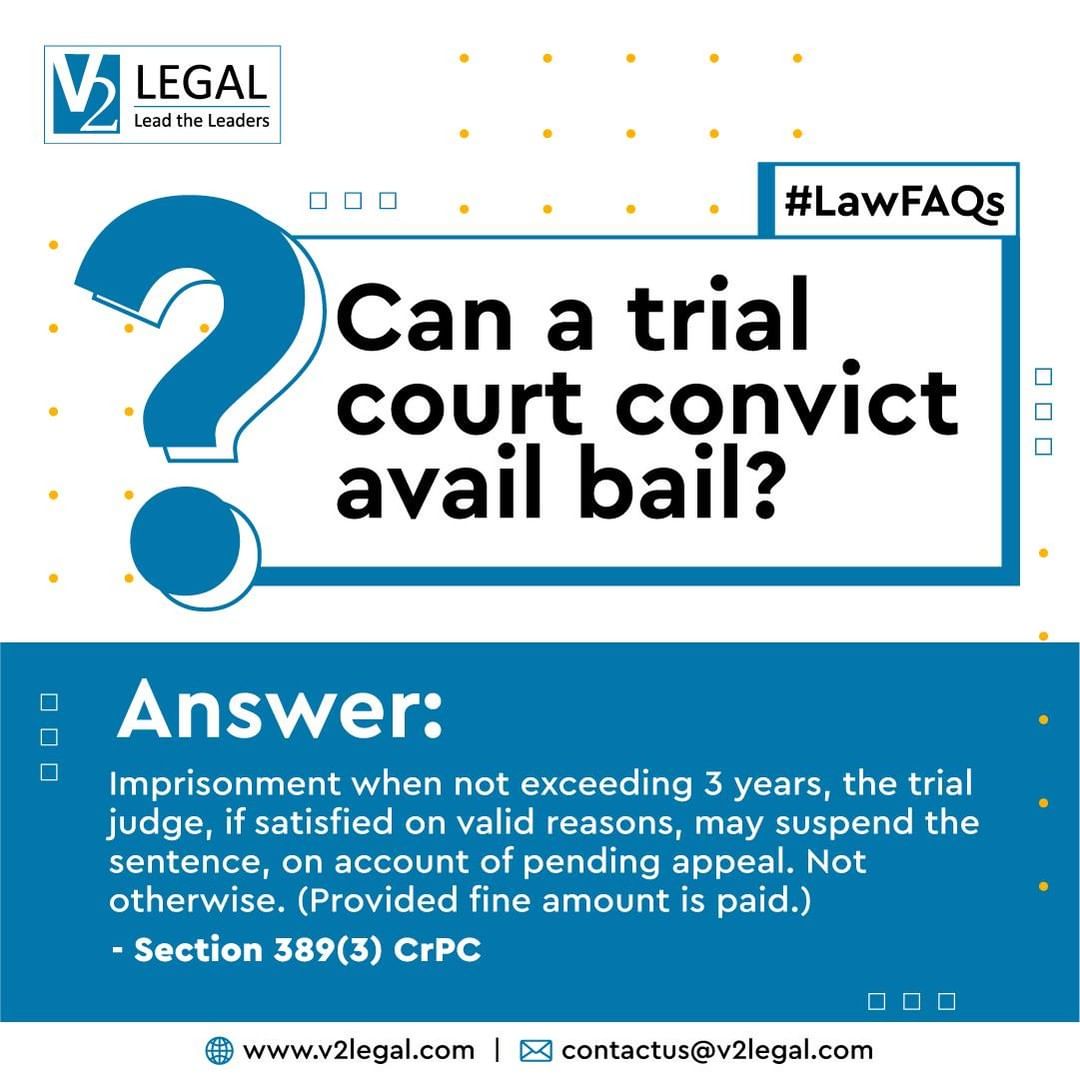 V2 LEGAL
Lead the Leaders
#LawFAQs
?
Can a trial
court convict
avail bail?
Answer:
Imprisonment when not exceeding 3 years, the trial
judge, if satisfied on valid reasons, may suspend the
sentence, on account of pending appeal. Not
otherwise. (Provided fine amount is paid.)
- Section 389(3) CrPC
www.v2legal.com | contactus@v2legal.com